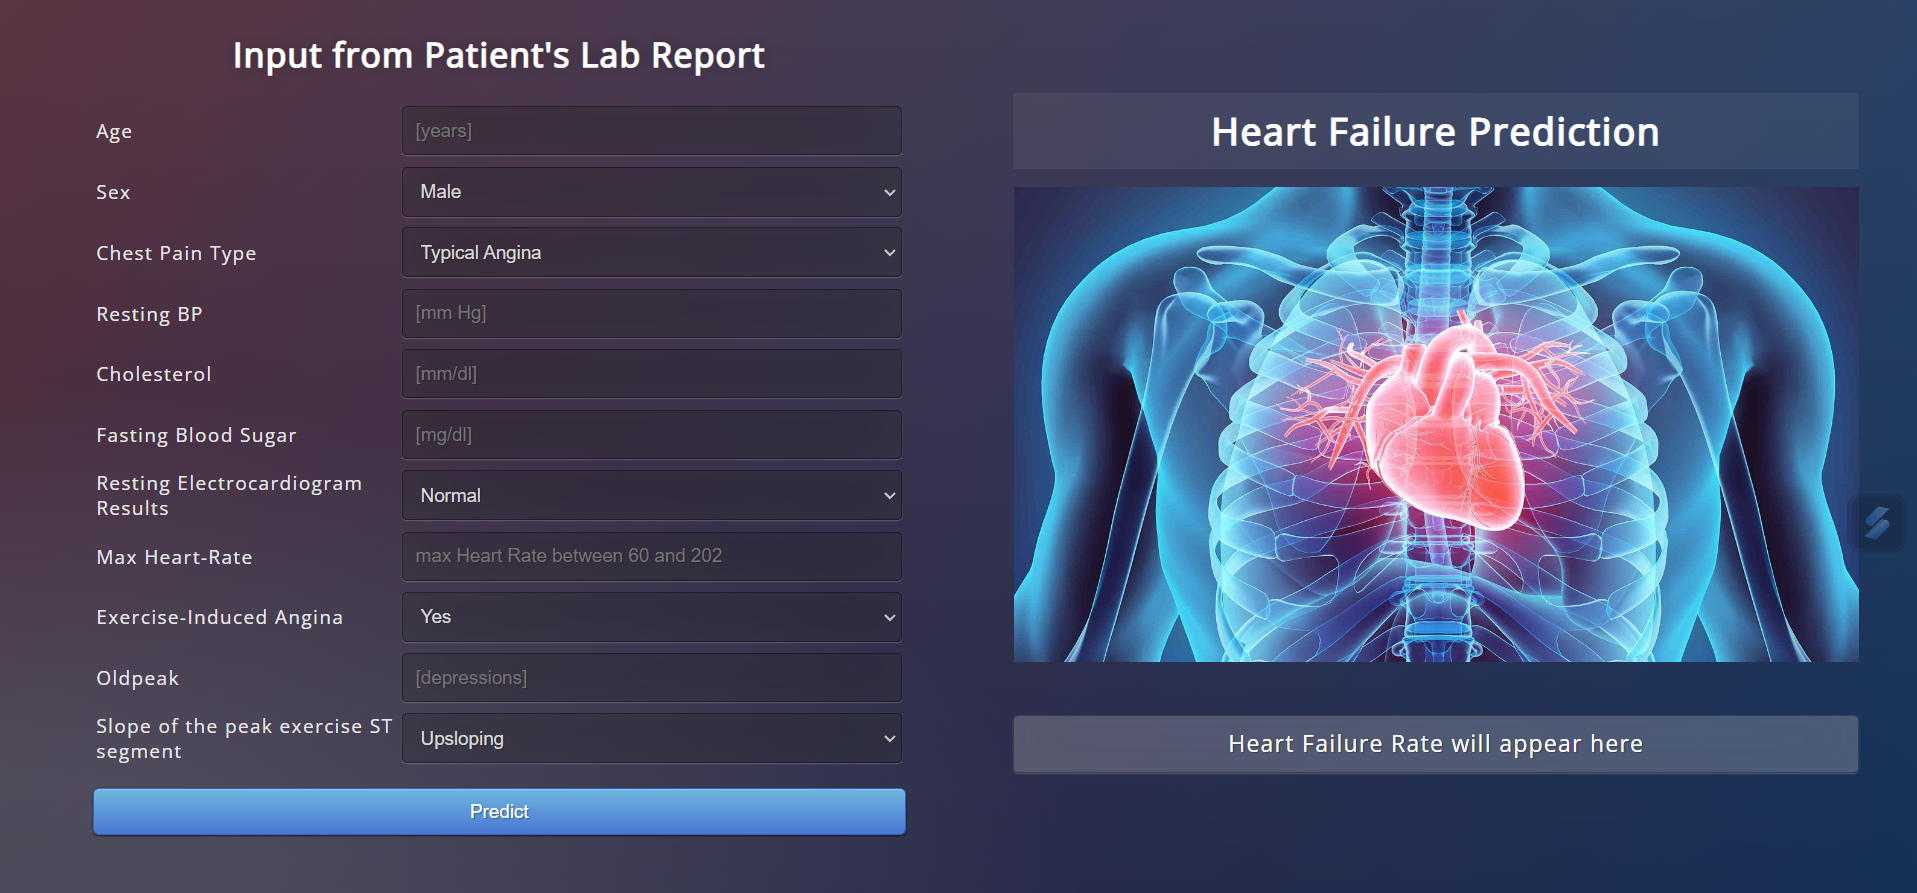 Input from Patient's Lab Report
Age
[years]
Sex
Male
Chest Pain Type
Typical Angina
Resting BP
[mm Hg]
Cholesterol
[mm/dl]
Fasting Blood Sugar
[mg/dl]
Resting Electrocardiogram
Results
Normal
Max Heart-Rate
max Heart Rate between 60 and 202
Exercise-Induced Angina
Yes
Oldpeak
[depressions]
Slope of the peak exercise ST
segment
Upsloping
Predict
Heart Failure Prediction
Heart Failure Rate will appear here